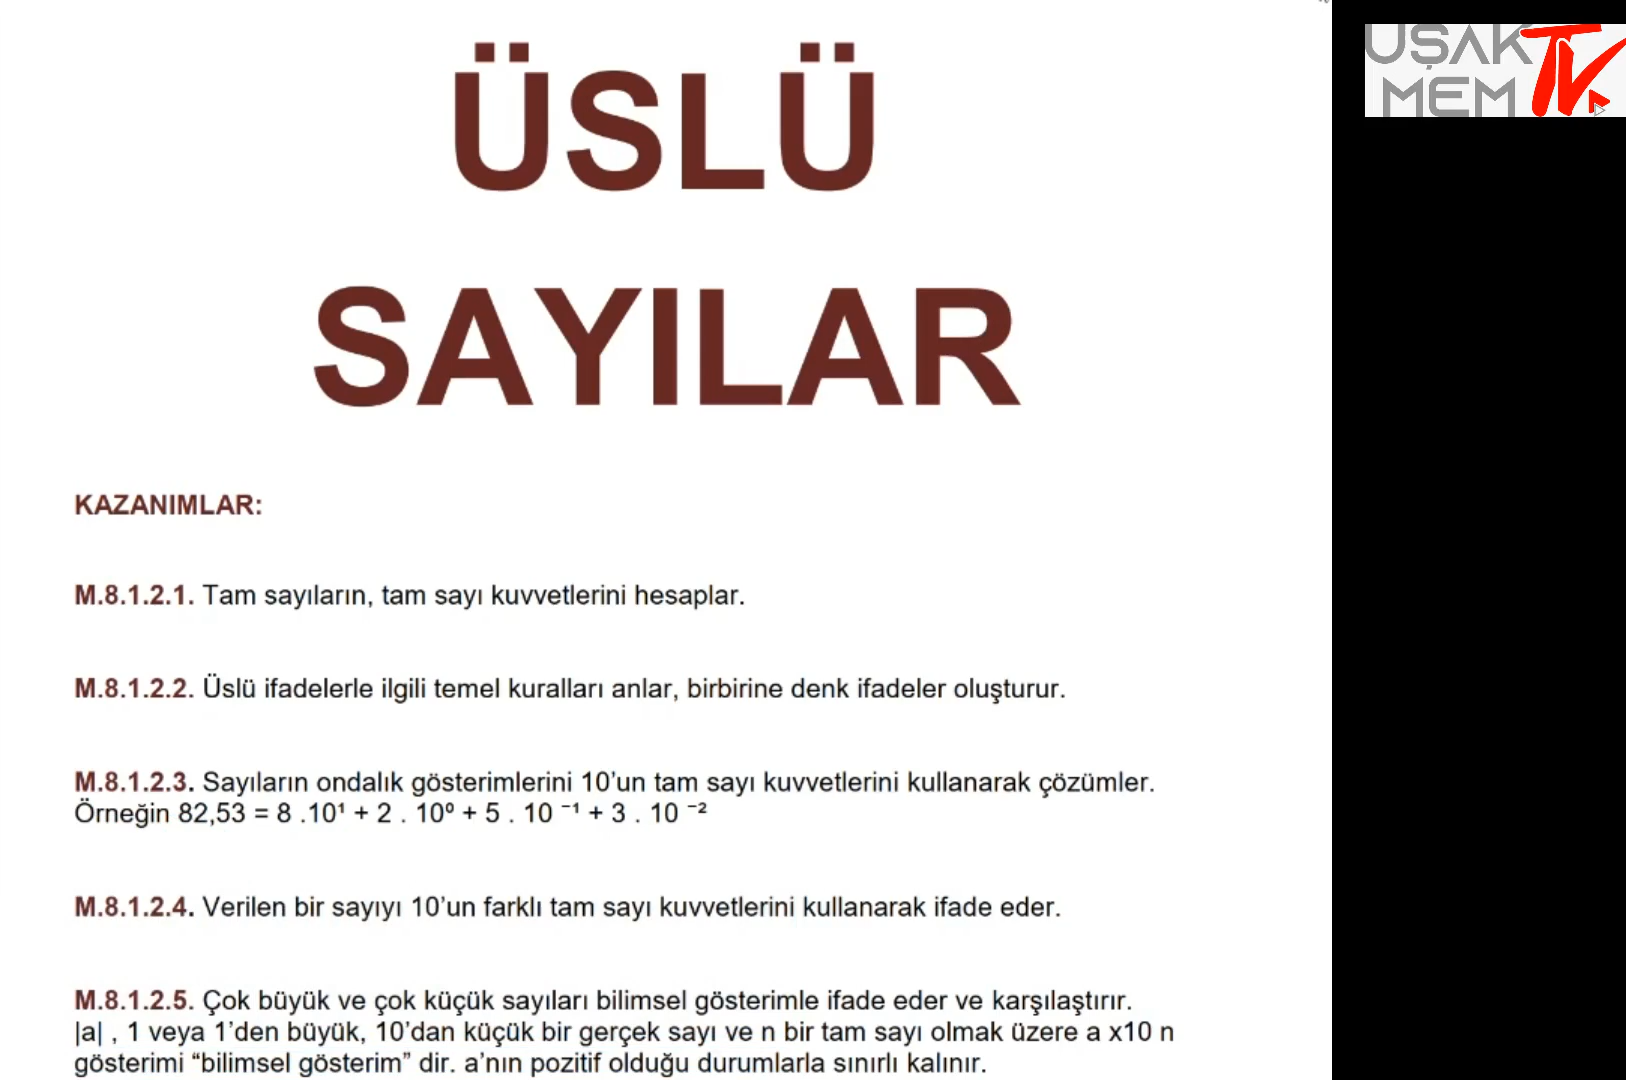 ÜSLÜ
SAYILAR
UŞAK
MEM TV
KAZANIMLAR:
M.8.1.2.1. Tam sayıların, tam sayı kuvvetlerini hesaplar.
M.8.1.2.2. Üslü ifadelerle ilgili temel kuralları anlar, birbirine denk ifadeler oluşturur.
M.8.1.2.3. Sayıların ondalık gösterimlerini 10’un tam sayı kuvvetlerini kullanarak çözümler.
Örneğin 82,53 = 8 .10¹ + 2 . 10⁰ + 5 . 10 ⁻¹ + 3 . 10 ⁻²
M.8.1.2.4. Verilen bir sayıyı 10’un farklı tam sayı kuvvetlerini kullanarak ifade eder.
M.8.1.2.5. Çok büyük ve çok küçük sayıları bilimsel gösterimle ifade eder ve karşılaştırır.
|a| , 1 veya 1’den büyük, 10’dan küçük bir gerçek sayı ve n bir tam sayı olmak üzere a x10 n
gösterimi “bilimsel gösterim” dir. a’nın pozitif olduğu durumlarla sınırlı kalınır.